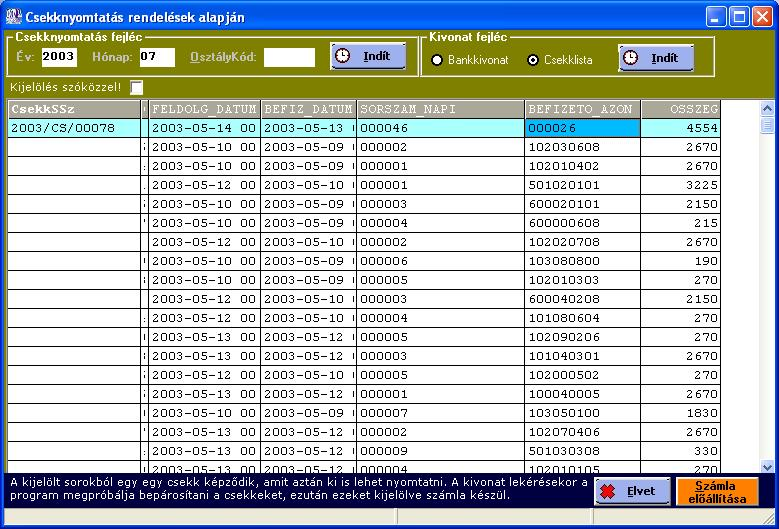 Csekknyomtatás rendelések alapján
Csekknyomtatás fejléc
Év: 2003 Hónap: 07 OsztályKód: Indít
Kivonat fejléc
Bankkivonat Csekklista Indít
Kijelölés szóközzel!
CsekkSSz FELDOLG_DATUM BEFIZ_DATUM SORSZAM_NAPI BEFIZETO_AZON OSSZEG
2003/CS/00078 2003-05-14 00 2003-05-13 000046 000026 4554
2003-05-10 00 2003-05-09 000002 102030608 2670
2003-05-10 00 2003-05-09 000001 102010402 2670
2003-05-12 00 2003-05-10 000001 501020101 3225
2003-05-10 00 2003-05-09 000003 600020101 2150
2003-05-10 00 2003-05-09 000004 600000608 215
2003-05-12 00 2003-05-10 000002 102020708 2670
2003-05-10 00 2003-05-09 000006 103080800 190
2003-05-10 00 2003-05-09 000005 102010303 270
2003-05-12 00 2003-05-10 000003 600040208 2150
2003-05-12 00 2003-05-10 000004 101080604 270
2003-05-13 00 2003-05-12 000005 102090206 270
2003-05-13 00 2003-05-12 000003 101040301 2670
2003-05-12 00 2003-05-10 000005 102000502 270
2003-05-13 00 2003-05-12 000001 100040005 2670
2003-05-10 00 2003-05-09 000007 103050100 1830
2003-05-13 00 2003-05-12 000002 102070406 2670
2003-05-13 00 2003-05-12 000009 501030308 330
2003-05-13 00 2003-05-12 000004 102010105 270
A kijelölt sorokból egy egy csekk képződik, amit aztán ki is lehet nyomtatni. A kivonat lekérésekor a
program megpróbálja bepárosítani a csekkeket, ezután ezeket kijelölve számla készül.
Elvet
Számla
előállítása